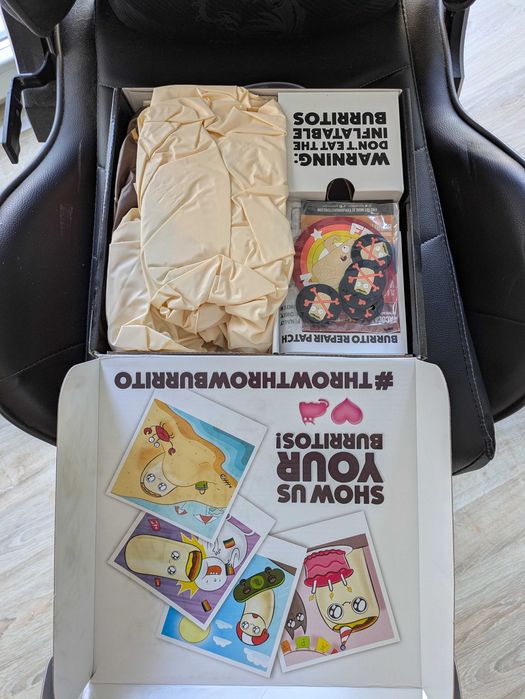 SHOW US
YOUR
BURRITOS!
#THROWTHROWBURRITO
BURRITO REPAIR PATCH
WARNING:
DON'T EAT THE
INFLATABLE
BURRITOS